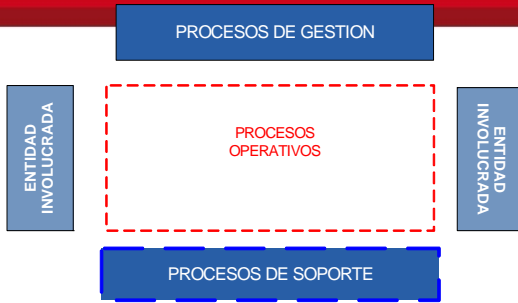 PROCESOS DE GESTION
ENTIDAD
INVOLUCRADA
PROCESOS
OPERATIVOS
ENTIDAD
INVOLUCRADA
PROCESOS DE SOPORTE